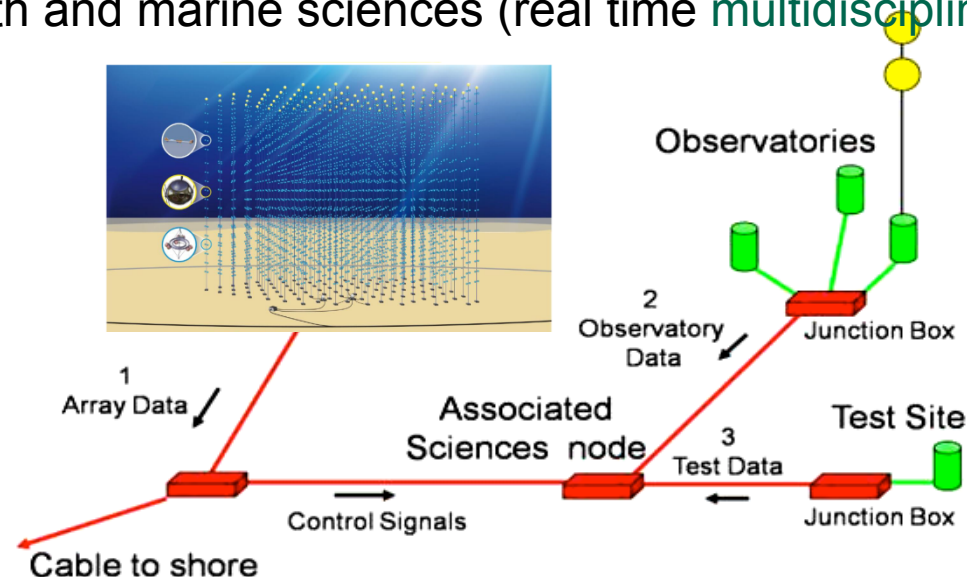 th and marine sciences (real time multidisciplin
Observatories
2
Observatory
Data
Junction Box
1
Array Data
Associated
Sciences node
3
Test Data
Test Site
Control Signals
Junction Box
Cable to shore